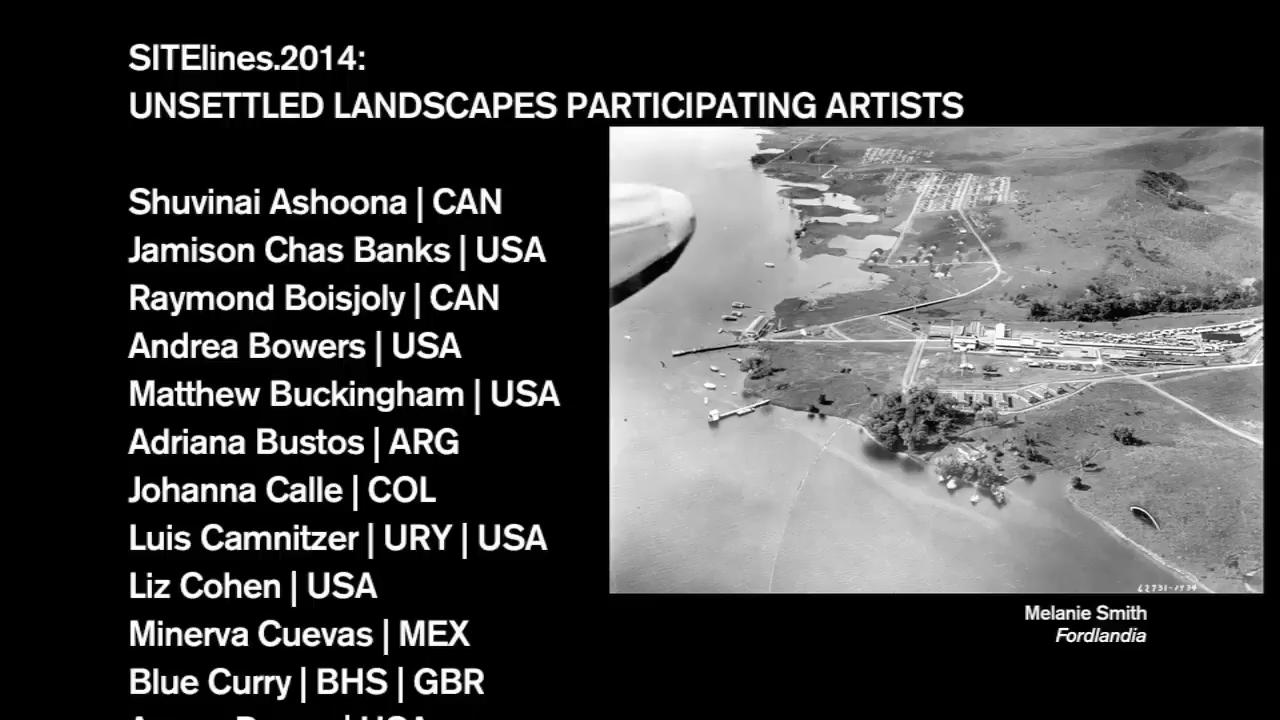 SITElines.2014:
UNSETTLED LANDSCAPES PARTICIPATING ARTISTS
Shuvinai Ashoona | CAN
Jamison Chas Banks | USA
Raymond Boisjoly | CAN
Andrea Bowers | USA
Matthew Buckingham | USA
Adriana Bustos | ARG
Johanna Calle | COL
Luis Camnitzer | URY | USA
Liz Cohen | USA
Minerva Cuevas | MEX
Blue Curry | BHS | GBR
Melanie Smith
Fordlandia